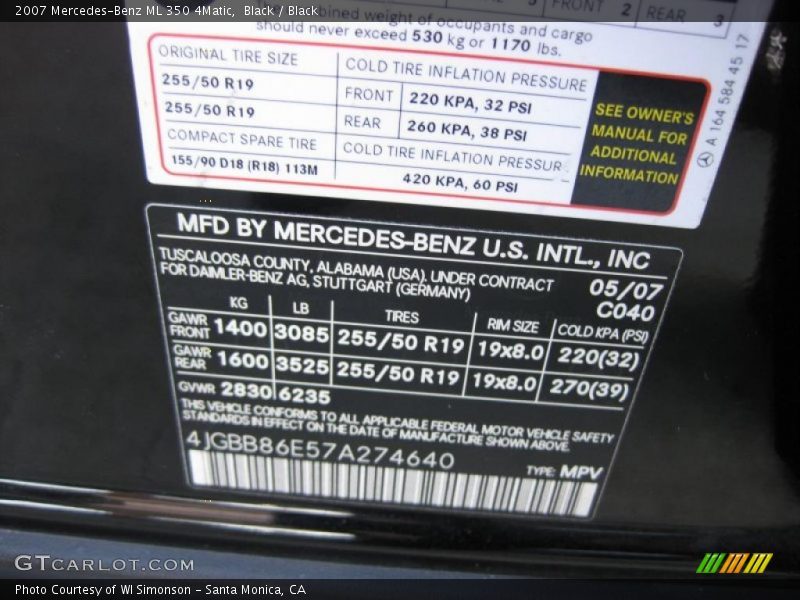 2007 Mercedes-Benz ML 350 4Matic, Black / Black
FRONT 2 REAR 3
combined weight of occupants and cargo
should never exceed 530 kg or 1170 lbs.
ORIGINAL TIRE SIZE
COLD TIRE INFLATION PRESSURE
255/50 R19
FRONT 220 KPA, 32 PSI
255/50 R19
REAR 260 KPA, 38 PSI
COMPACT SPARE TIRE
COLD TIRE INFLATION PRESSUR
155/90 D18 (R18) 113M
420 KPA, 60 PSI
SEE OWNER'S
MANUAL FOR
ADDITIONAL
INFORMATION
A 164 584 45 17
MFD BY MERCEDES-BENZ U.S. INTL., INC
TUSCALOOSA COUNTY, ALABAMA (USA), UNDER CONTRACT
FOR DAIMLER-BENZ AG, STUTTGART (GERMANY)
05/07
C040
KG LB TIRES RIM SIZE COLD KPA (PSI)
GAWR FRONT 1400 3085 255/50 R19 19x8.0 220(32)
GAWR REAR 1600 3525 255/50 R19 19x8.0 270(39)
GVWR 2830 6235
THIS VEHICLE CONFORMS TO ALL APPLICABLE FEDERAL MOTOR VEHICLE SAFETY
STANDARDS IN EFFECT ON THE DATE OF MANUFACTURE SHOWN ABOVE.
4JGBB86E57A274640
TYPE: MPV
GTCARLOT.COM
Photo Courtesy of WI Simonson - Santa Monica, CA